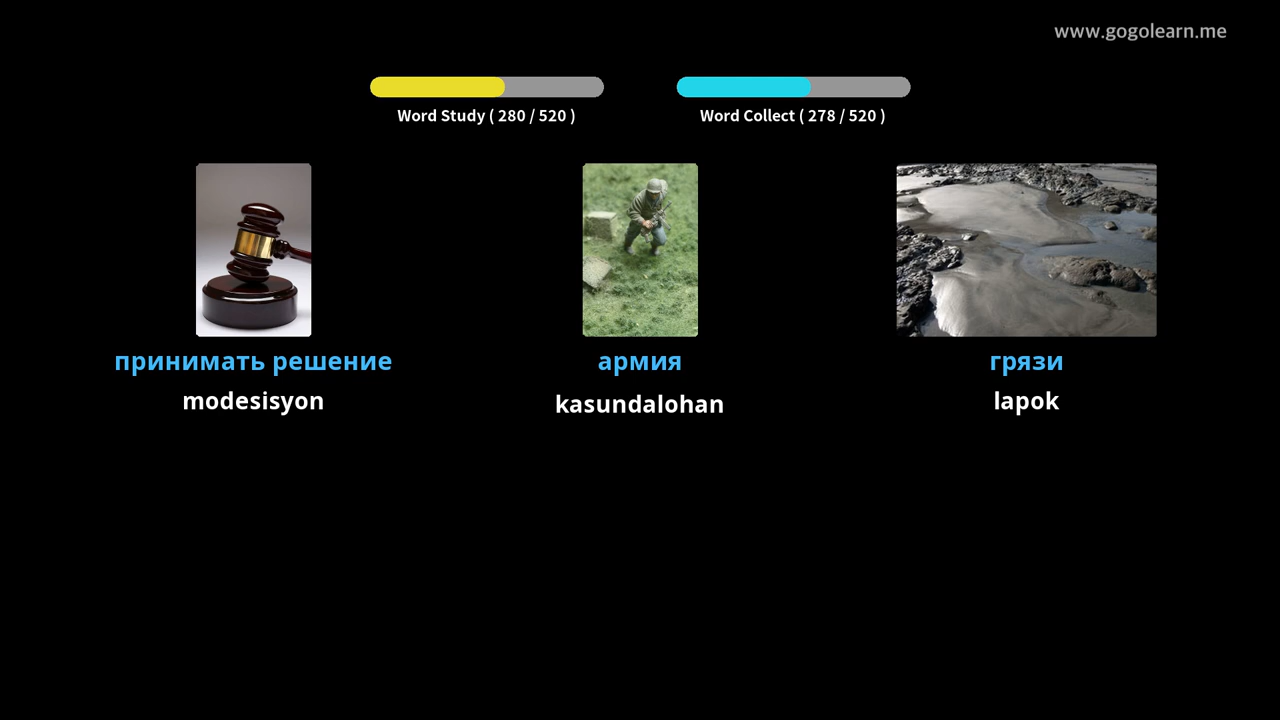 www.gogolearn.me
Word Study ( 280 / 520 )
Word Collect ( 278 / 520 )
принимать решение
modesisyon
армия
kasundalohan
грязи
lapok